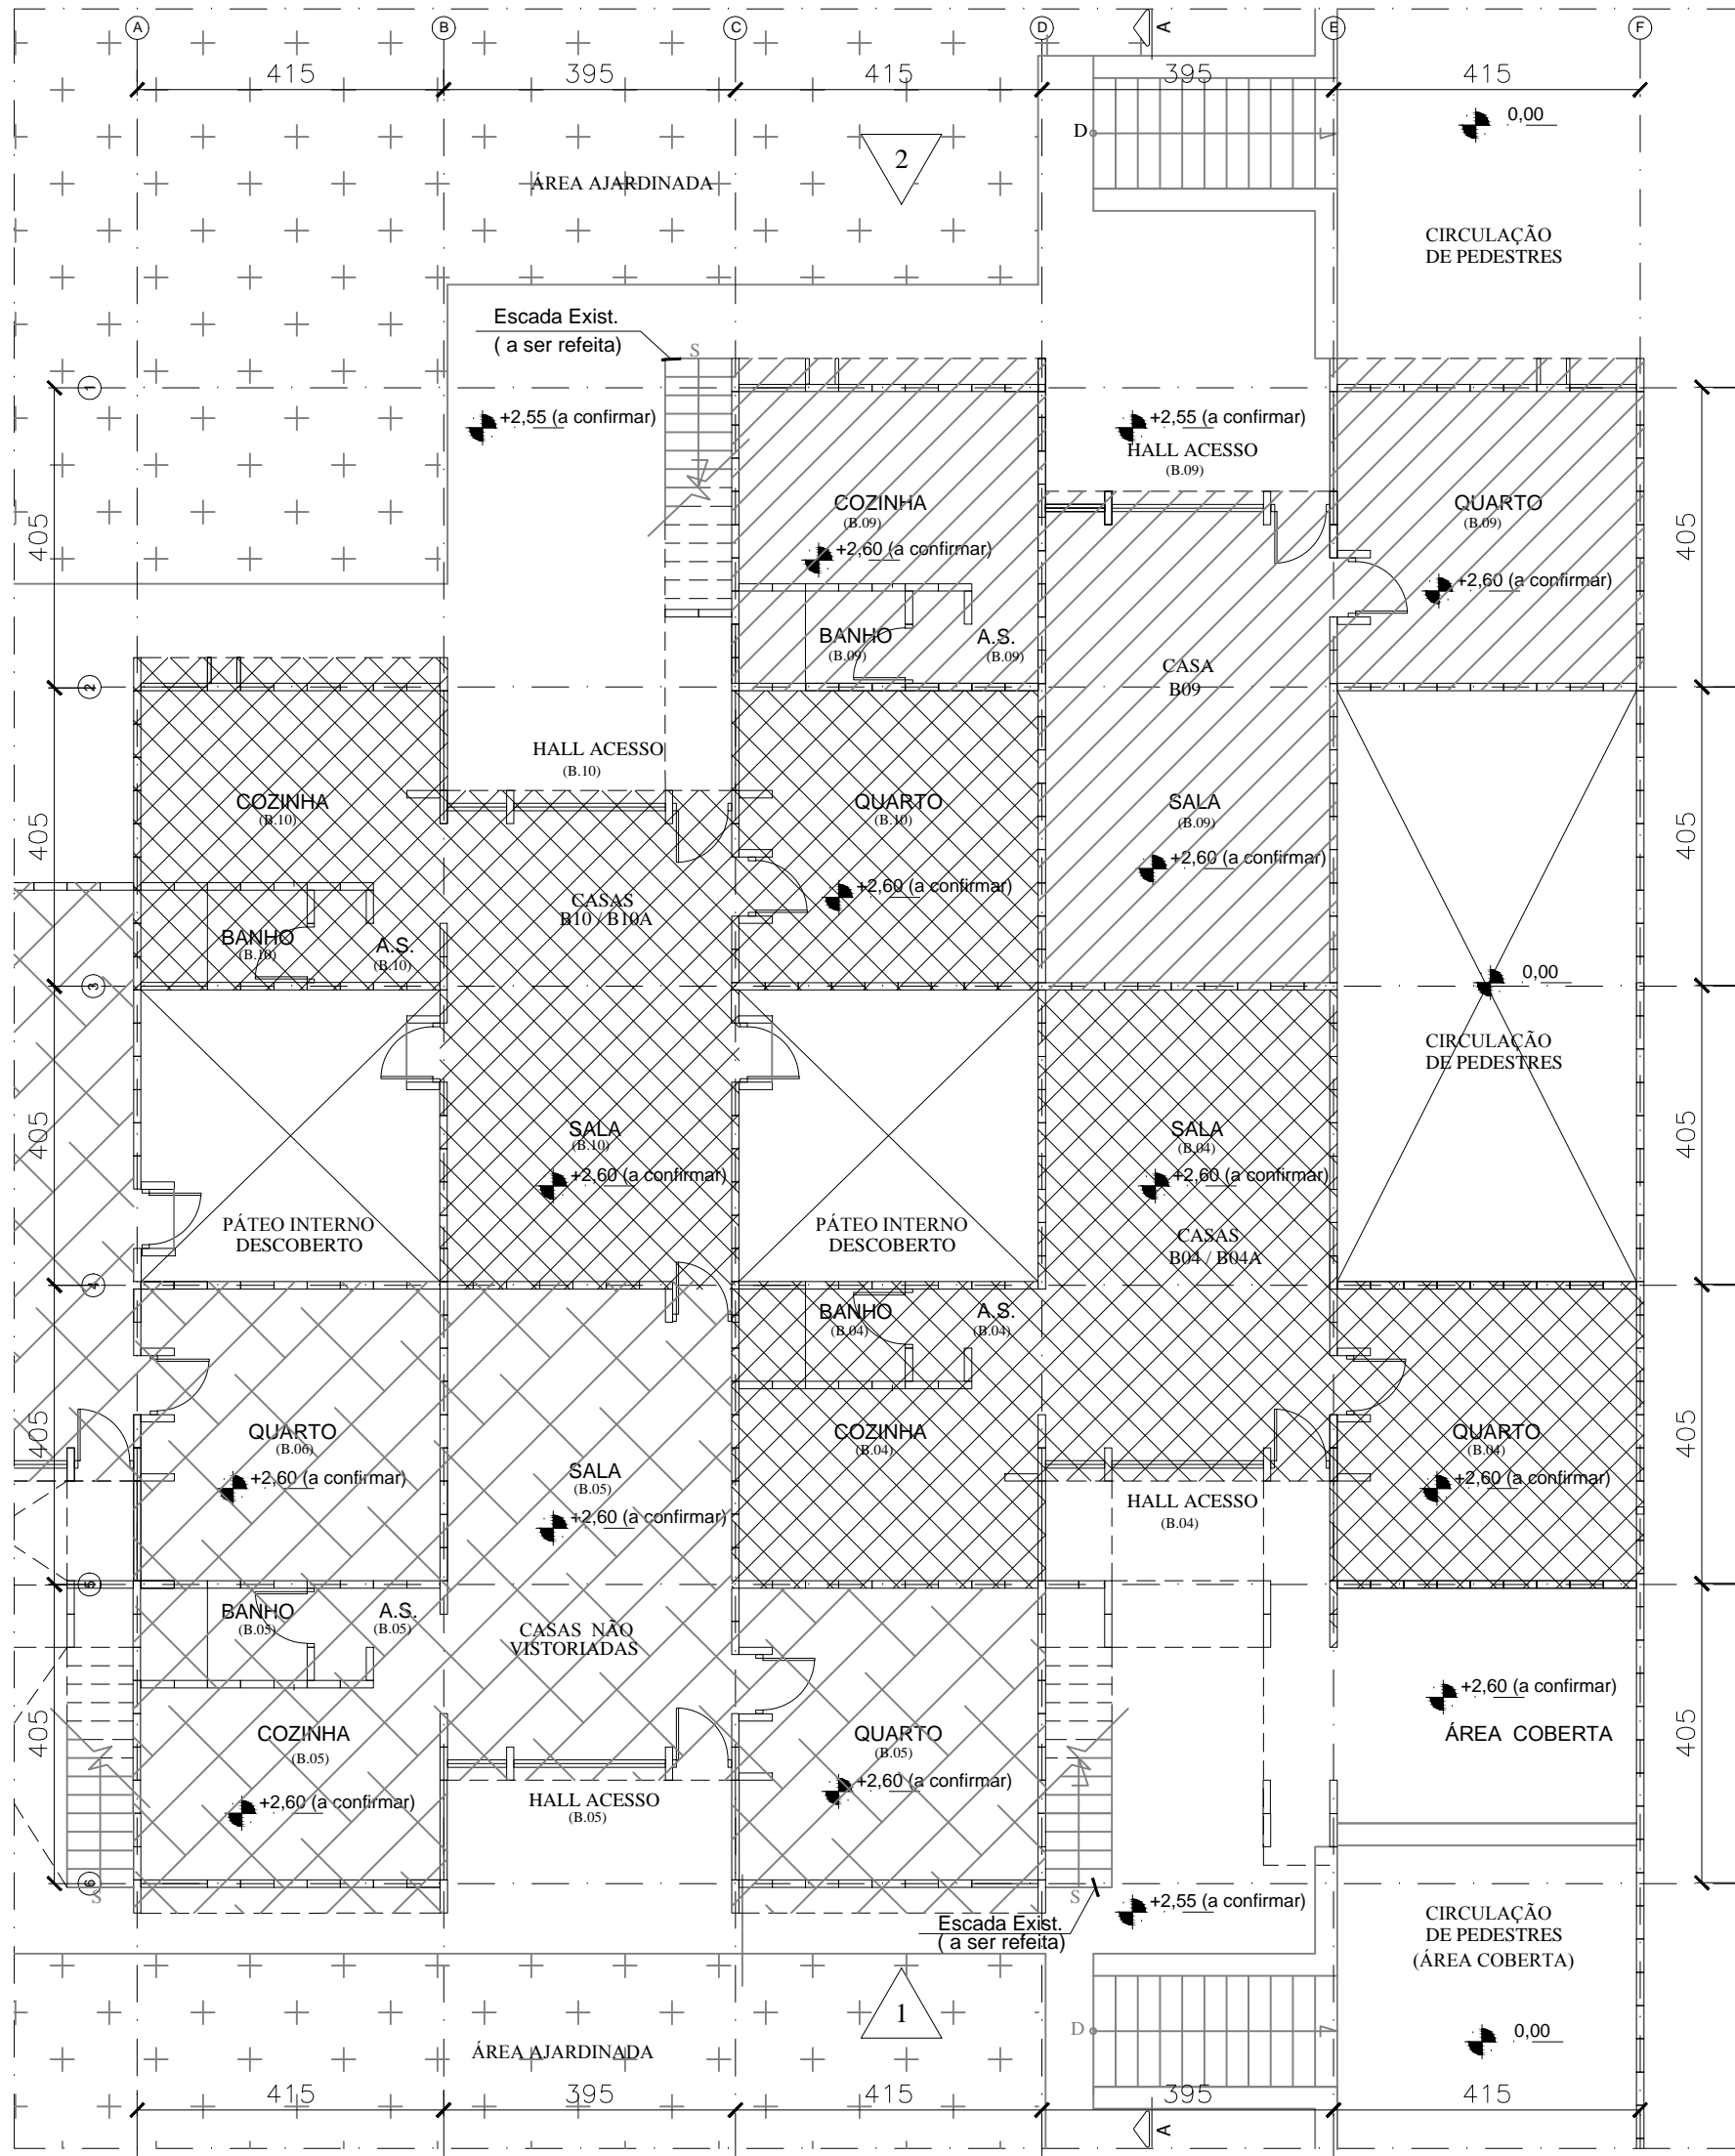 A
B
C
D
E
F
A
415
395
415
395
415
0,00
D
2
ÁREA AJARDINADA
CIRCULAÇÃO
DE PEDESTRES
Escada Exist.
( a ser refeita)
S
1
+2,55 (a confirmar)
+2,55 (a confirmar)
HALL ACESSO
(B.09)
COZINHA
(B.09)
+2,60 (a confirmar)
QUARTO
(B.09)
+2,60 (a confirmar)
405
405
BANHO
(B.09)
A.S.
(B.09)
CASA
B09
2
HALL ACESSO
(B.10)
COZINHA
(B.10)
QUARTO
(B.10)
SALA
(B.09)
+2,60 (a confirmar)
+2,60 (a confirmar)
405
405
CASAS
B10 / B10A
BANHO
(B.10)
A.S.
(B.10)
3
0,00
CIRCULAÇÃO
DE PEDESTRES
405
405
SALA
(B.10)
+2,60 (a confirmar)
SALA
(B.04)
+2,60 (a confirmar)
PÁTEO INTERNO
DESCOBERTO
PÁTEO INTERNO
DESCOBERTO
CASAS
B04 / B04A
4
BANHO
(B.04)
A.S.
(B.04)
405
405
QUARTO
(B.06)
+2,60 (a confirmar)
SALA
(B.05)
+2,60 (a confirmar)
COZINHA
(B.04)
QUARTO
(B.04)
+2,60 (a confirmar)
HALL ACESSO
(B.04)
5
BANHO
(B.05)
A.S.
(B.05)
CASAS NÃO
VISTORIADAS
405
405
COZINHA
(B.05)
+2,60 (a confirmar)
QUARTO
(B.05)
+2,60 (a confirmar)
+2,60 (a confirmar)
ÁREA COBERTA
HALL ACESSO
(B.05)
6
S
S
+2,55 (a confirmar)
Escada Exist.
( a ser refeita)
CIRCULAÇÃO
DE PEDESTRES
(ÁREA COBERTA)
1
D
0,00
ÁREA AJARDINADA
415
395
415
395
415
A